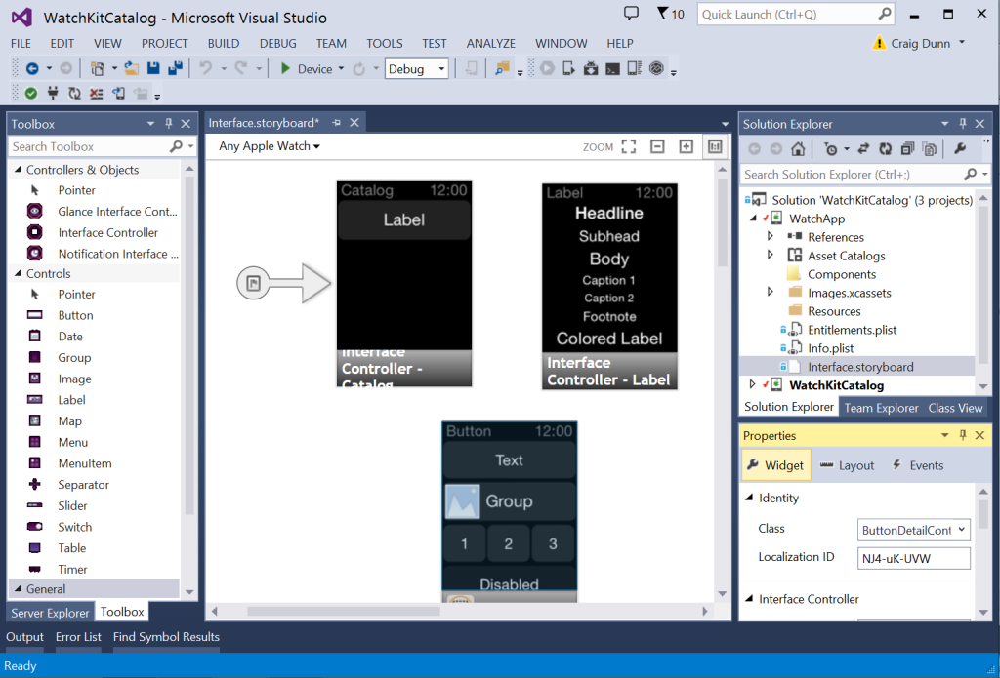 WatchKitCatalog - Microsoft Visual Studio
10
Quick Launch (Ctrl+Q)
FILE EDIT VIEW PROJECT BUILD DEBUG TEAM TOOLS TEST ANALYZE WINDOW HELP
Craig Dunn
Device
Debug
Toolbox
Search Toolbox
Controllers & Objects
Pointer
Glance Interface Cont...
Interface Controller
Notification Interface ...
Controls
Pointer
Button
Date
Group
Image
Label
Map
Menu
MenuItem
Separator
Slider
Switch
Table
Timer
General
Server Explorer Toolbox
Interface.storyboard*
Any Apple Watch
ZOOM
Catalog 12:00
Label
Interface
Controller -
Catalog
Label 12:00
Headline
Subhead
Body
Caption 1
Caption 2
Footnote
Colored Label
Interface
Controller - Label
Button 12:00
Text
Group
1 2 3
Disabled
Solution Explorer
Search Solution Explorer (Ctrl+;)
Solution 'WatchKitCatalog' (3 projects)
WatchApp
References
Asset Catalogs
Components
Images.xcassets
Resources
Entitlements.plist
Info.plist
Interface.storyboard
WatchKitCatalog
Solution Explorer Team Explorer Class View
Properties
Widget Layout Events
Identity
Class ButtonDetailCont
Localization ID NJ4-uK-UVW
Interface Controller
Output Error List Find Symbol Results
Ready